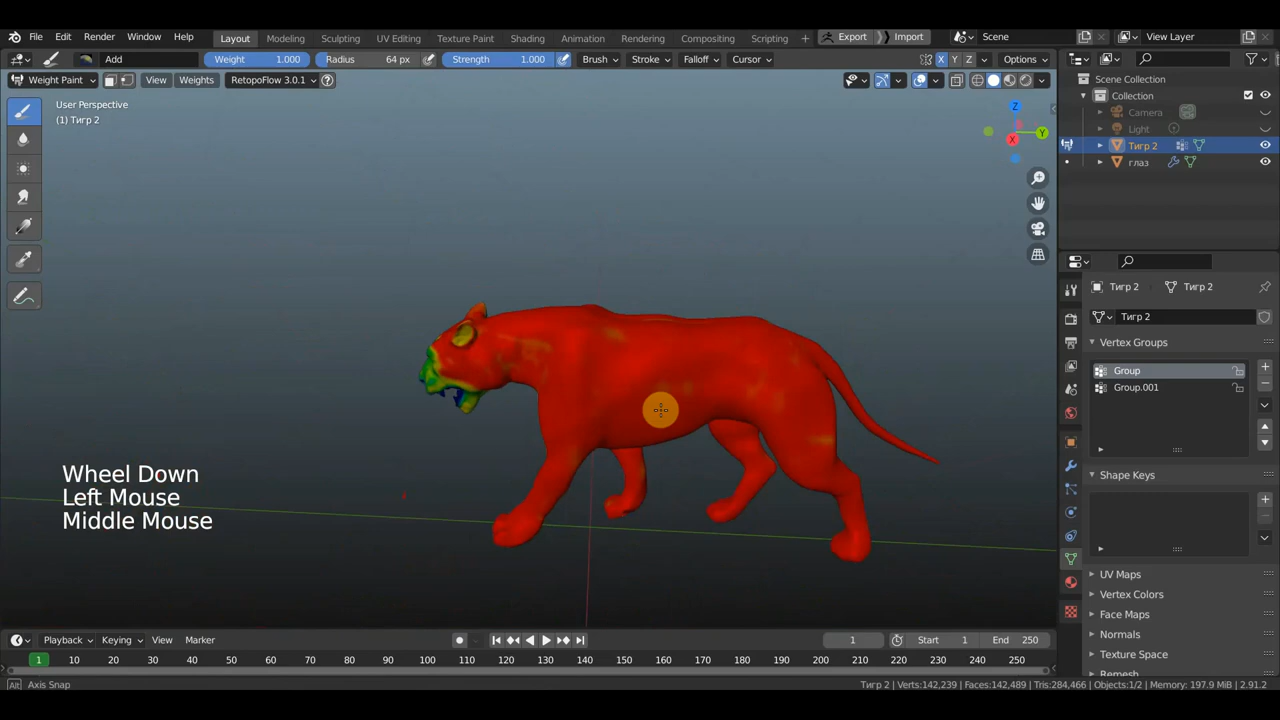 File Edit Render Window Help Layout Modeling Sculpting UV Editing Texture Paint Shading Animation Rendering Compositing Scripting + Export Import Scene View Layer
Add Weight 1.000 Radius 64 px Strength 1.000 Brush Stroke Falloff Cursor X Y Z Options
Weight Paint View Weights RetopoFlow 3.0.1
User Perspective
(1) Тигр 2
Z
Y
X
Scene Collection
Collection
Camera
Light
Тигр 2
глаз
Тигр 2 Тигр 2
Тигр 2
Vertex Groups
Group
Group.001
Shape Keys
UV Maps
Vertex Colors
Face Maps
Normals
Texture Space
Remesh
Wheel Down
Left Mouse
Middle Mouse
Playback Keying View Marker 1 Start 1 End 250
1 10 20 30 40 50 60 70 80 90 100 110 120 130 140 150 160 170 180 190 200 210 220 230 240 250
Alt Axis Snap Тигр 2 | Verts:142,239 | Faces:142,489 | Tris:284,466 | Objects:1/2 | Memory: 197.9 MiB | 2.91.2